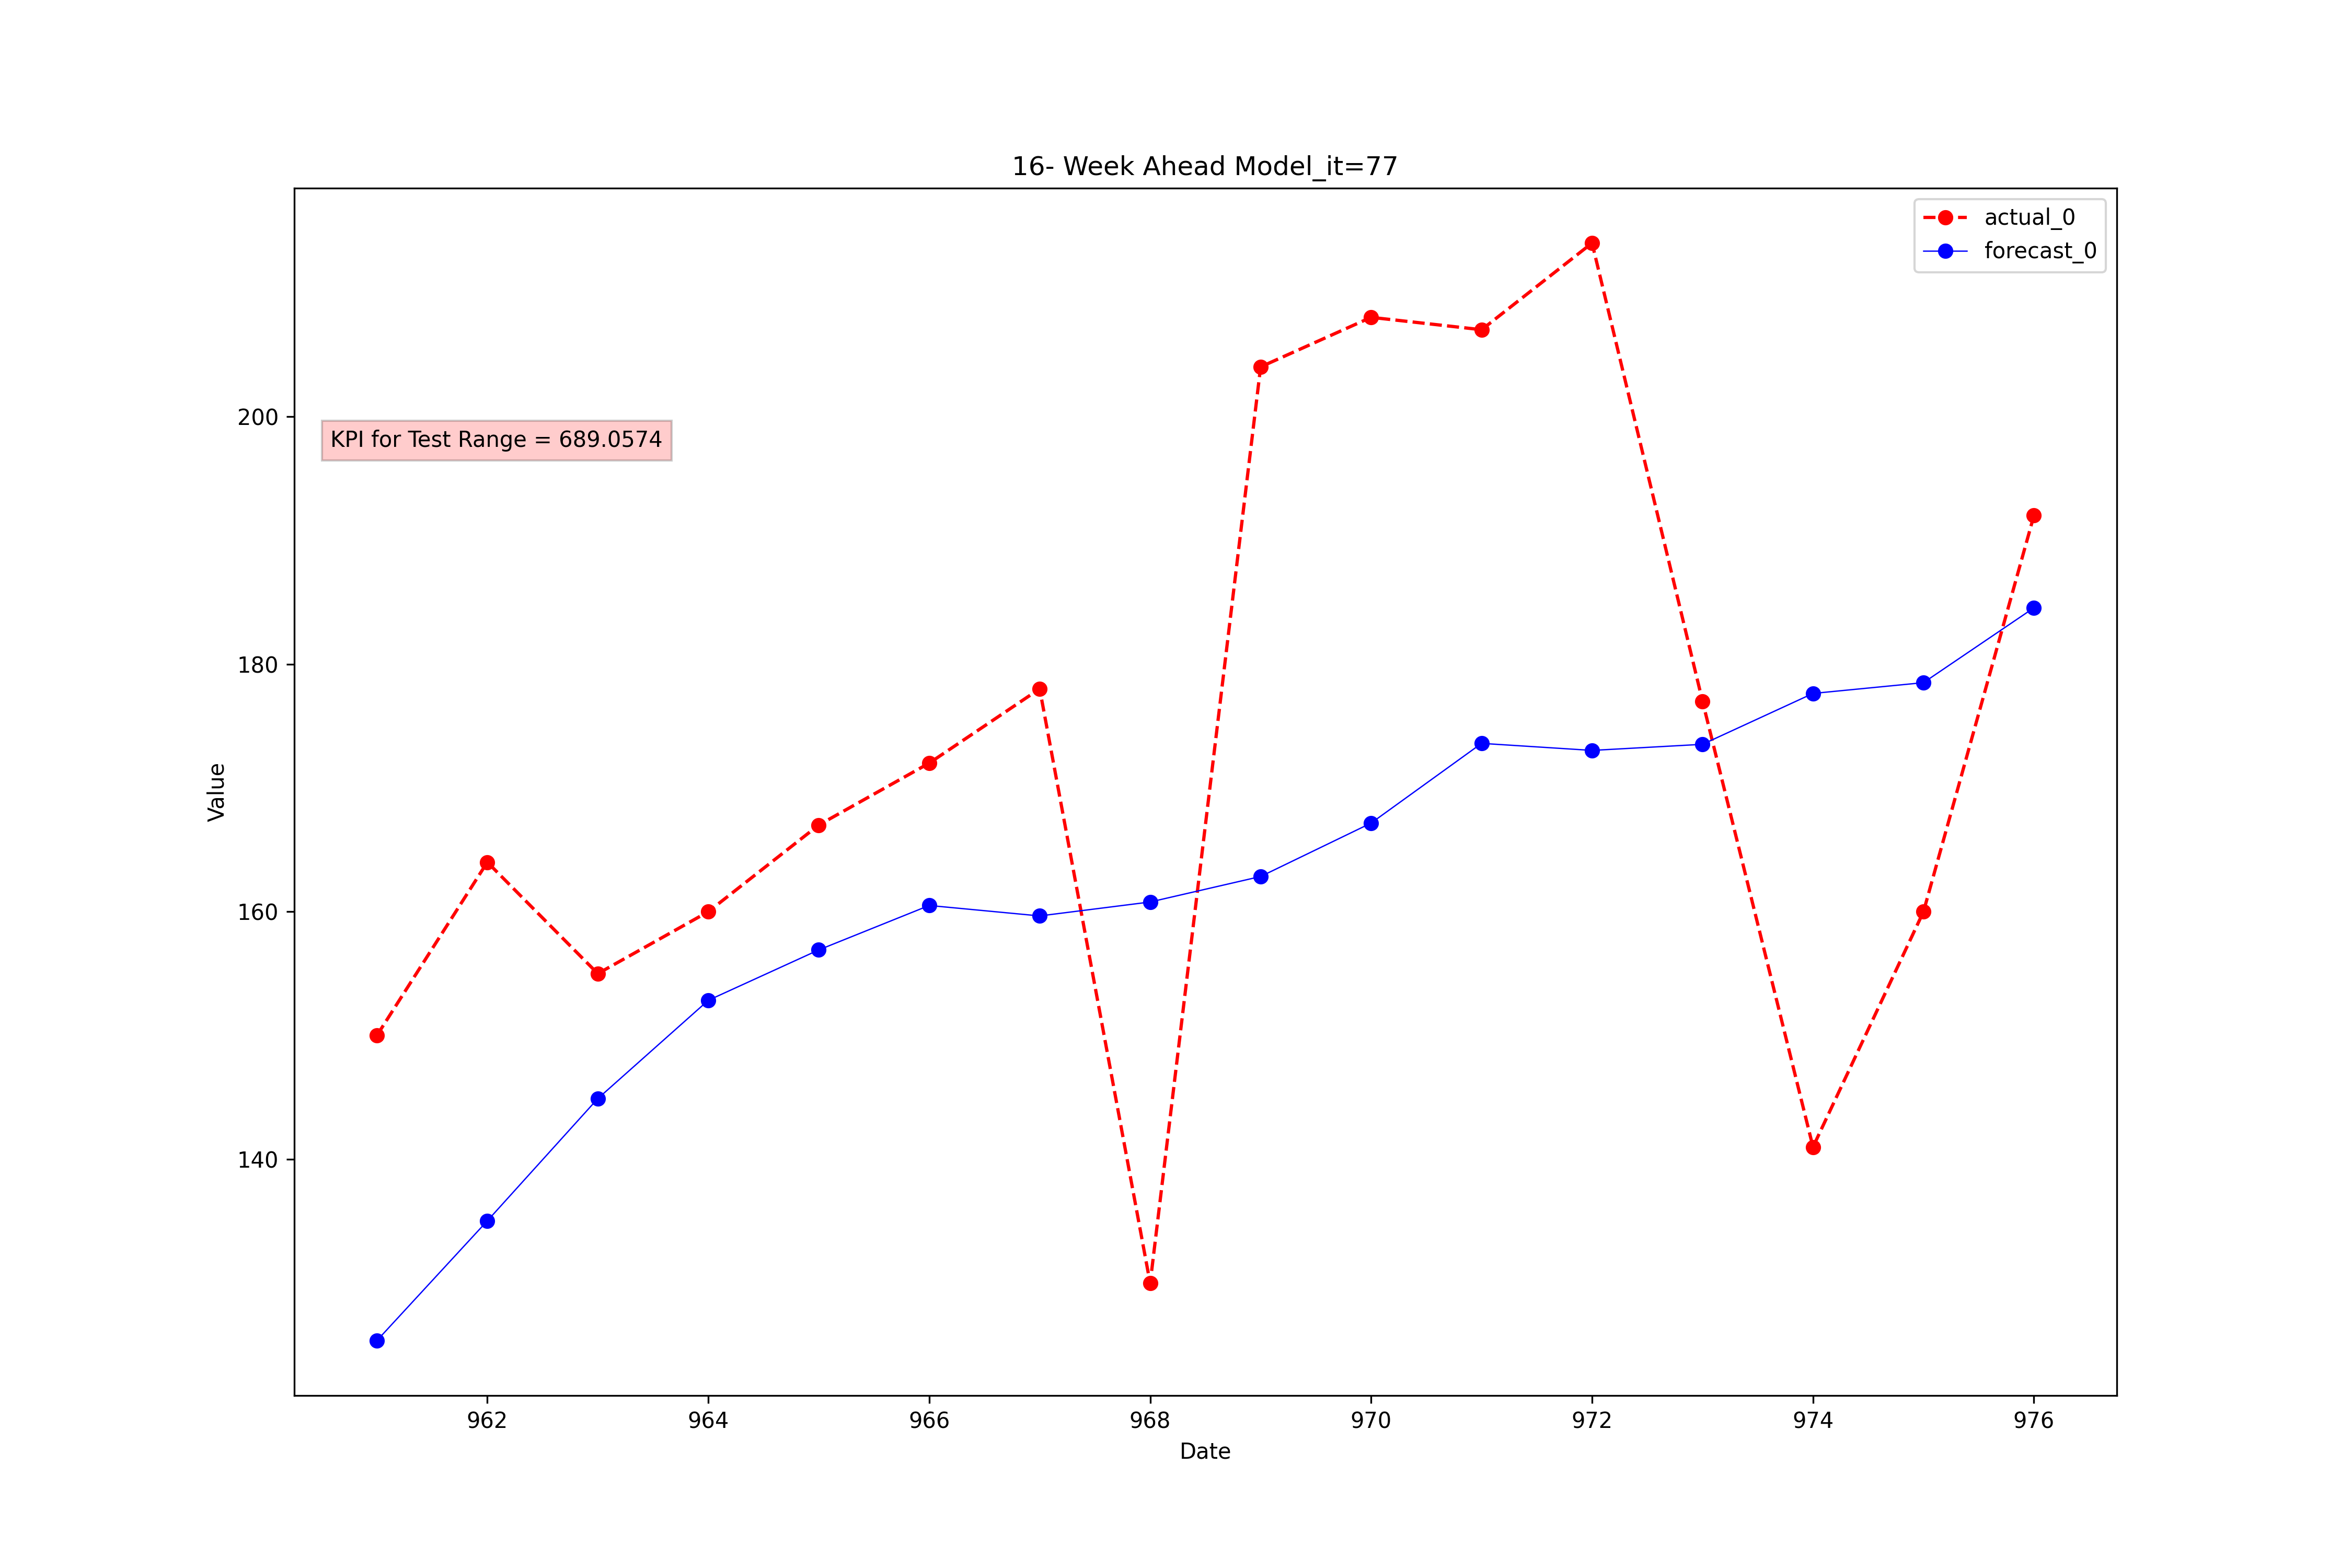 16- Week Ahead Model_it=77
actual_0
forecast_0
KPI for Test Range = 689.0574
200
180
160
140
Value
962 964 966 968 970 972 974 976
Date